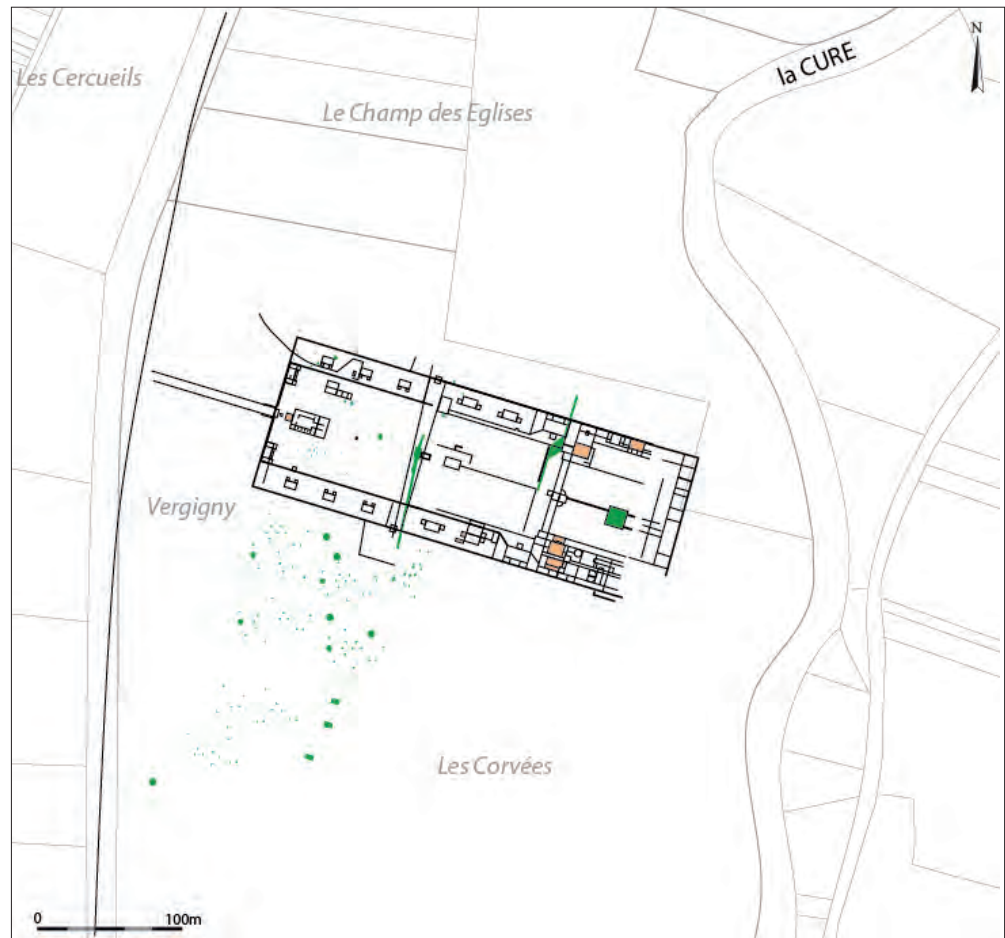 N
la CURE
Les Cercueils
Le Champ des Eglises
Vergigny
Les Corvées
0 100m